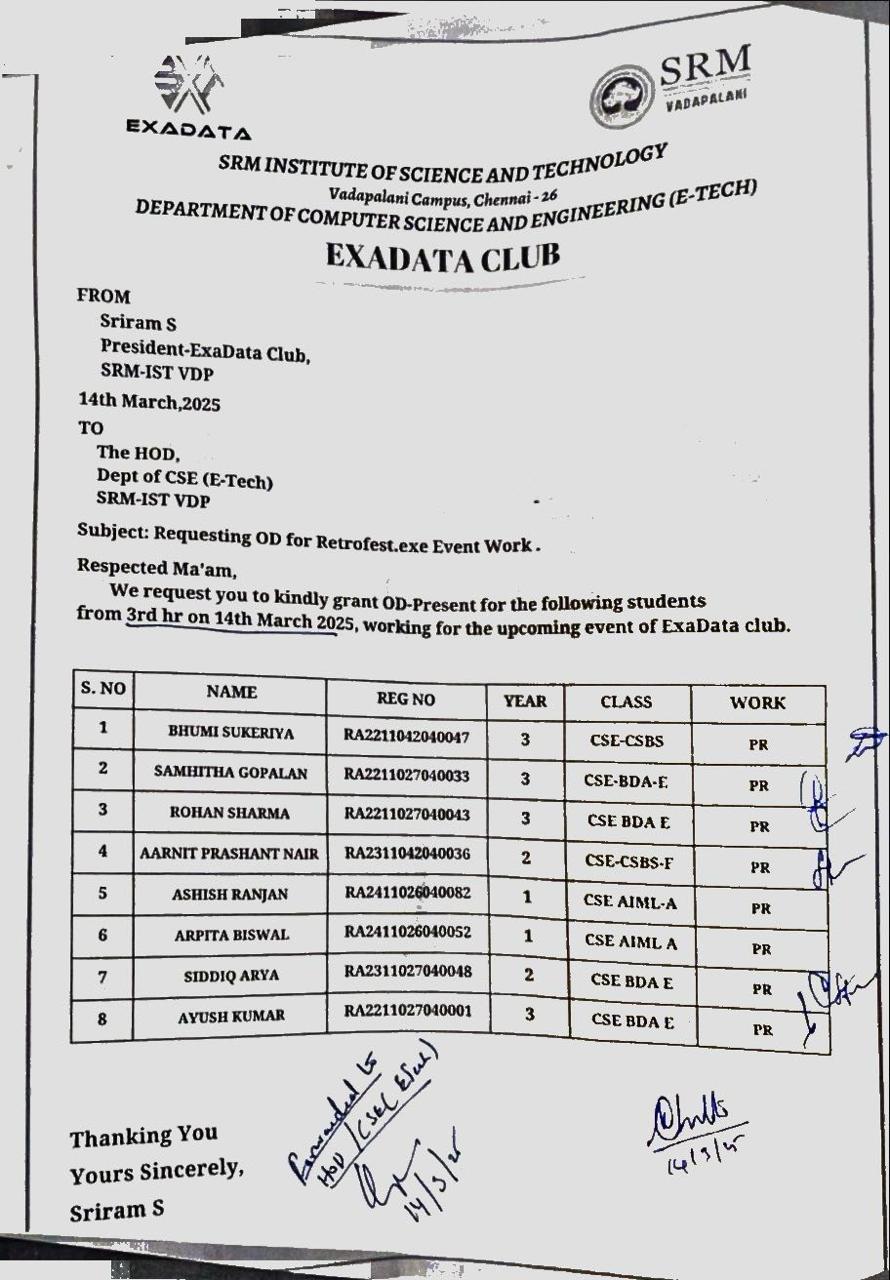 EXADATA
SRM
VADAPALANI
SRM INSTITUTE OF SCIENCE AND TECHNOLOGY
Vadapalani Campus, Chennai - 26
DEPARTMENT OF COMPUTER SCIENCE AND ENGINEERING (E-TECH)
EXADATA CLUB
FROM
Sriram S
President-ExaData Club,
SRM-IST VDP
14th March,2025
TO
The HOD,
Dept of CSE (E-Tech)
SRM-IST VDP
Subject: Requesting OD for Retrofest.exe Event Work .
Respected Ma'am,
We request you to kindly grant OD-Present for the following students
from 3rd hr on 14th March 2025, working for the upcoming event of ExaData club.
S. NO NAME REG NO YEAR CLASS WORK
1 BHUMI SUKERIYA RA2211042040047 3 CSE-CSBS PR
2 SAMHITHA GOPALAN RA2211027040033 3 CSE-BDA-E PR
3 ROHAN SHARMA RA2211027040043 3 CSE BDA E PR
4 AARNIT PRASHANT NAIR RA2311042040036 2 CSE-CSBS-F PR
5 ASHISH RANJAN RA2411026040082 1 CSE AIML-A PR
6 ARPITA BISWAL RA2411026040052 1 CSE AIML A PR
7 SIDDIQ ARYA RA2311027040048 2 CSE BDA E PR
8 AYUSH KUMAR RA2211027040001 3 CSE BDA E PR
Forwarded to
HOD / CSE(
14/3/25
14/3/25
Thanking You
Yours Sincerely,
Sriram S